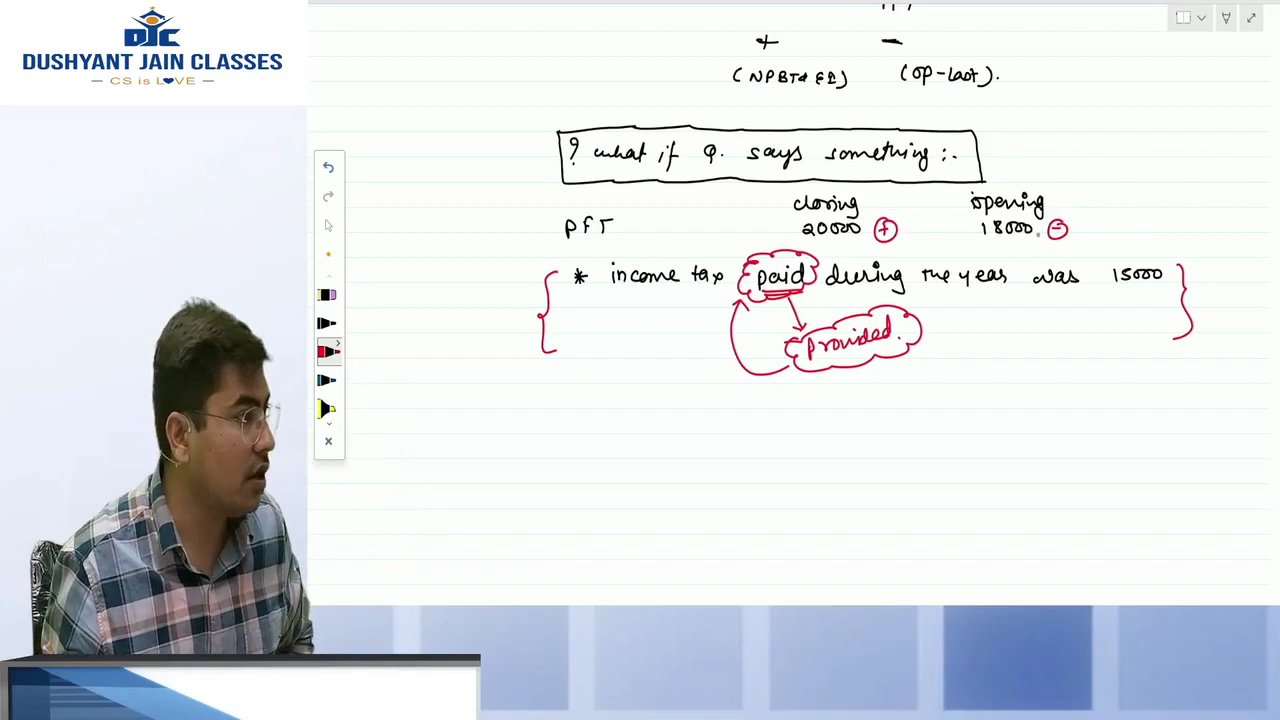 DUSHYANT JAIN CLASSES
CS is LOVE
+ -
(NPBT & EI) (op-last).
? what if Q. says something :-
closing opening
PFT 20000 + 18000. -
* income tax paid during the year was 15000
provided.